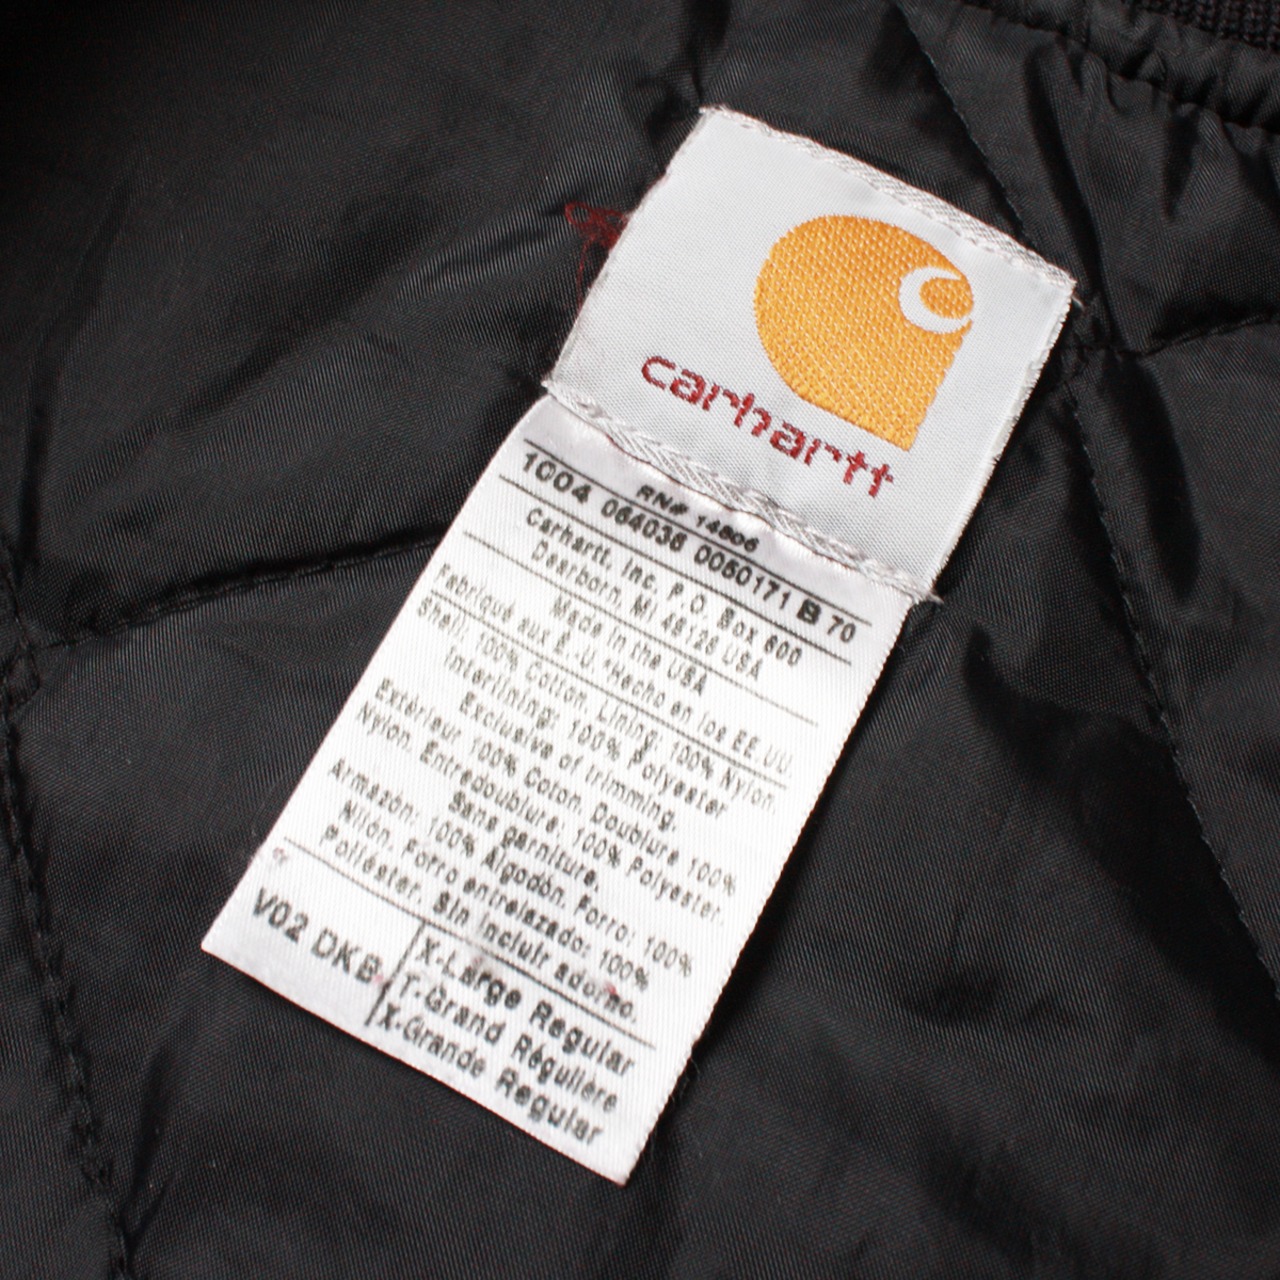 carhartt
RN# 14806
1004 064036 0050171 B 70
Carhartt, Inc. P.O. Box 600
Dearborn, MI 48126 USA
Made in the USA
Fabriqué aux É.-U.*Hecho en los EE.UU.
Shell: 100% Cotton. Lining: 100% Nylon.
Interlining: 100% Polyester
Exclusive of trimming.
Extérieur: 100% Coton. Doublure 100%
Nylon. Entredoublure: 100% Polyester.
Sans garniture.
Armazón: 100% Algodón. Forro: 100%
Nilón. Forro entrelazado: 100%
Poliéster. Sin incluir adorno.
V02 DKB
X-Large Regular
T-Grand Régulière
X-Grande Regular